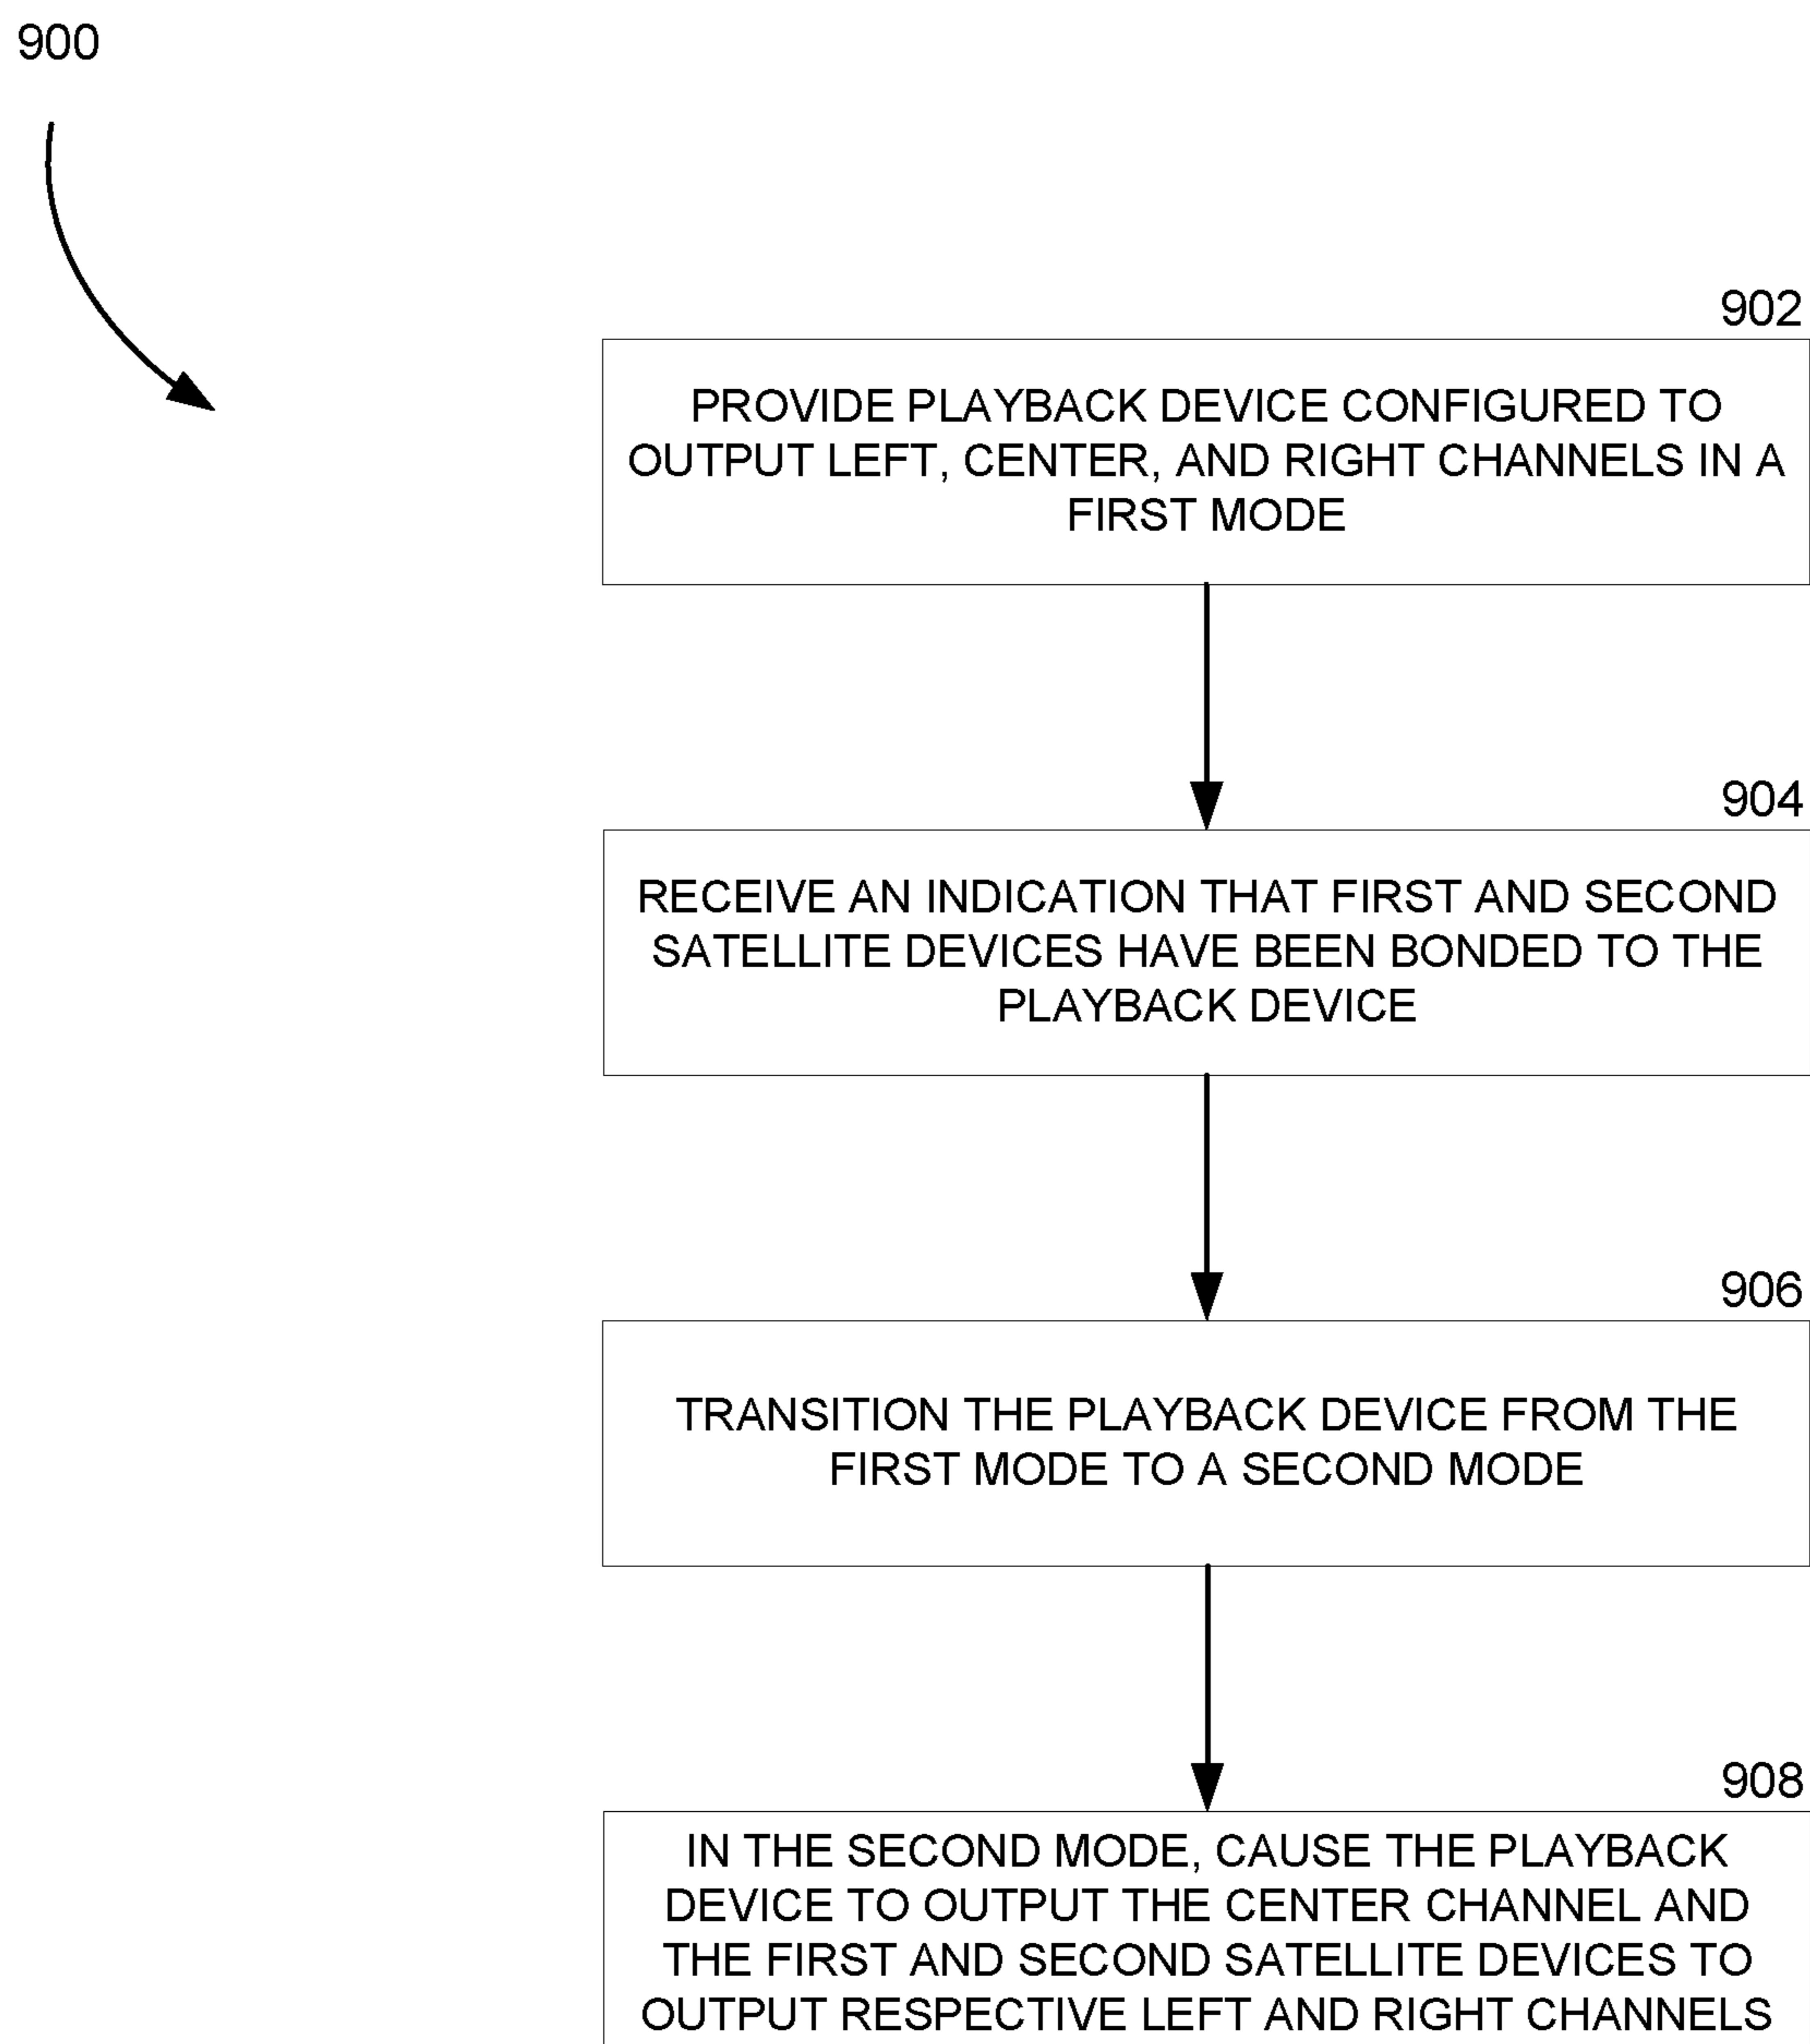 900
902
PROVIDE PLAYBACK DEVICE CONFIGURED TO
OUTPUT LEFT, CENTER, AND RIGHT CHANNELS IN A
FIRST MODE
904
RECEIVE AN INDICATION THAT FIRST AND SECOND
SATELLITE DEVICES HAVE BEEN BONDED TO THE
PLAYBACK DEVICE
906
TRANSITION THE PLAYBACK DEVICE FROM THE
FIRST MODE TO A SECOND MODE
908
IN THE SECOND MODE, CAUSE THE PLAYBACK
DEVICE TO OUTPUT THE CENTER CHANNEL AND
THE FIRST AND SECOND SATELLITE DEVICES TO
OUTPUT RESPECTIVE LEFT AND RIGHT CHANNELS